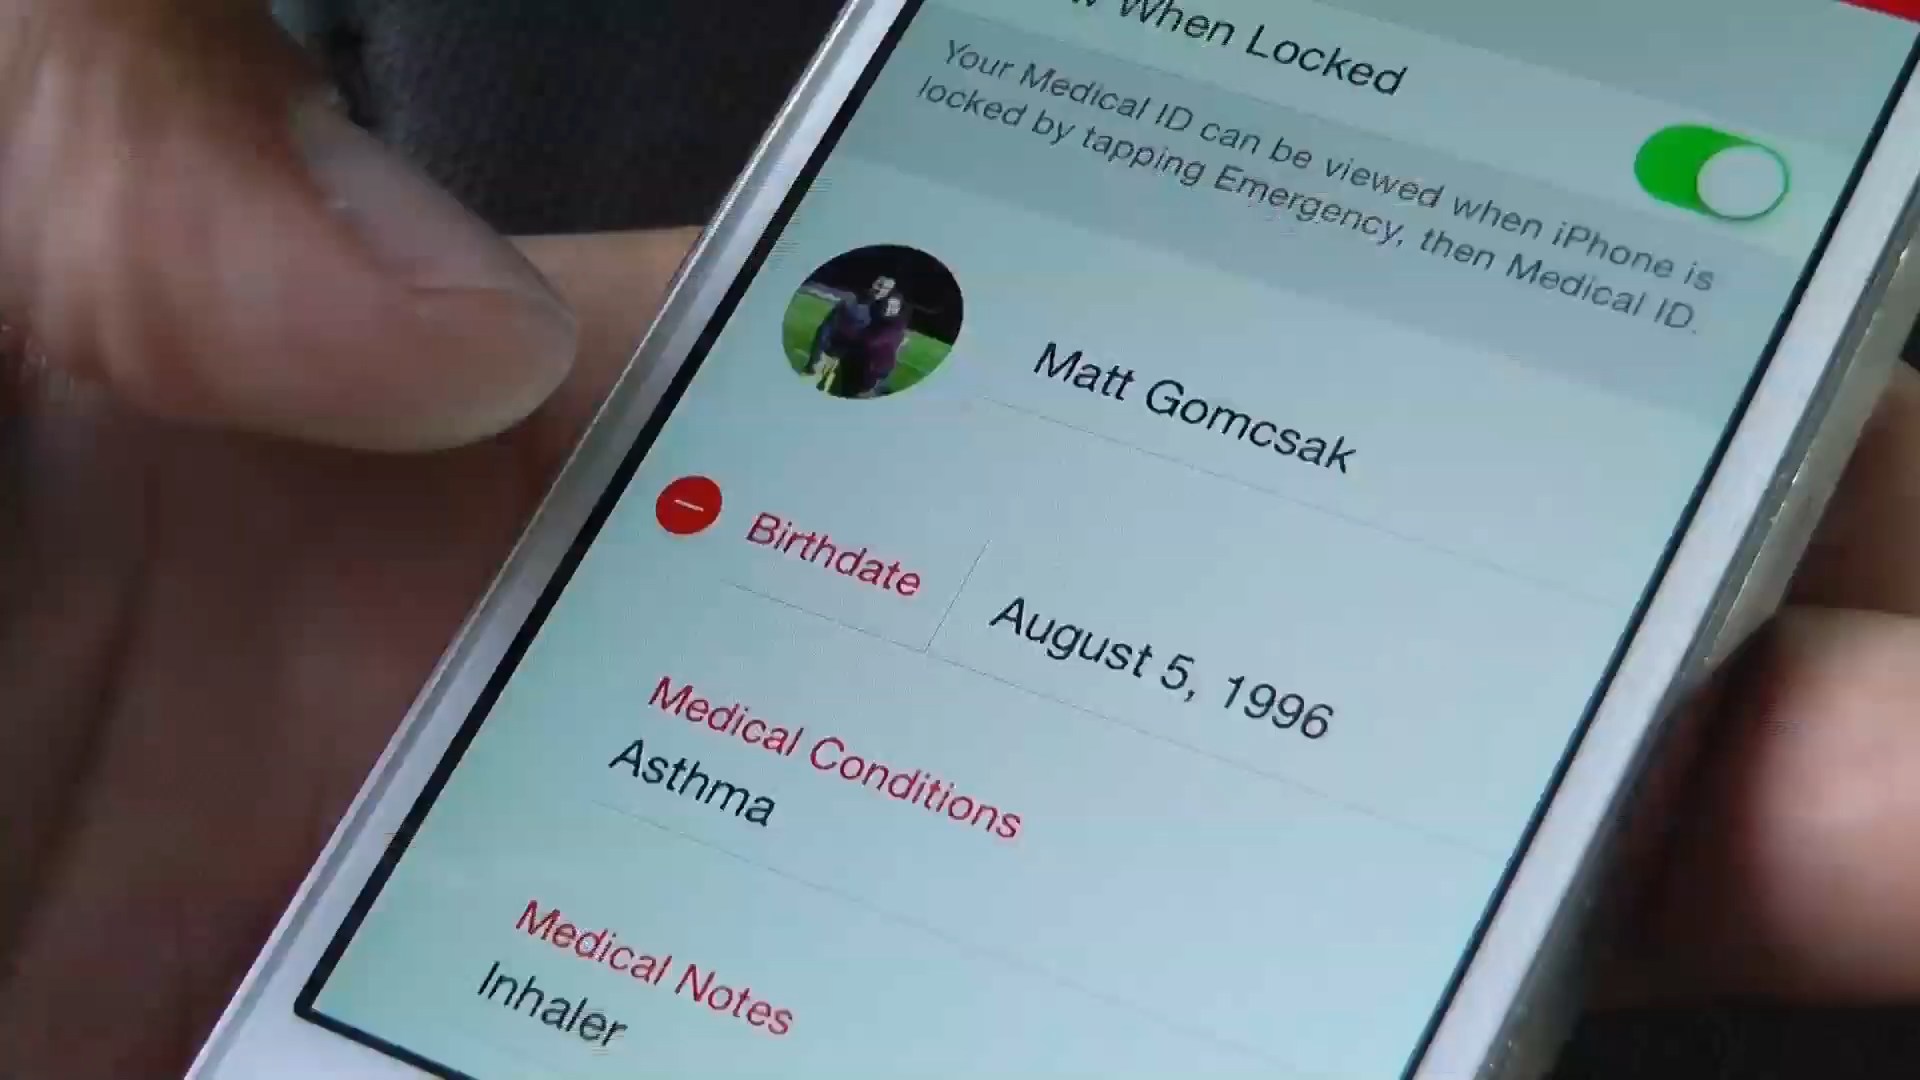 When Locked
Your Medical ID can be viewed when iPhone is
locked by tapping Emergency, then Medical ID.
Matt Gomcsak
Birthdate
August 5, 1996
Medical Conditions
Asthma
Medical Notes
Inhaler